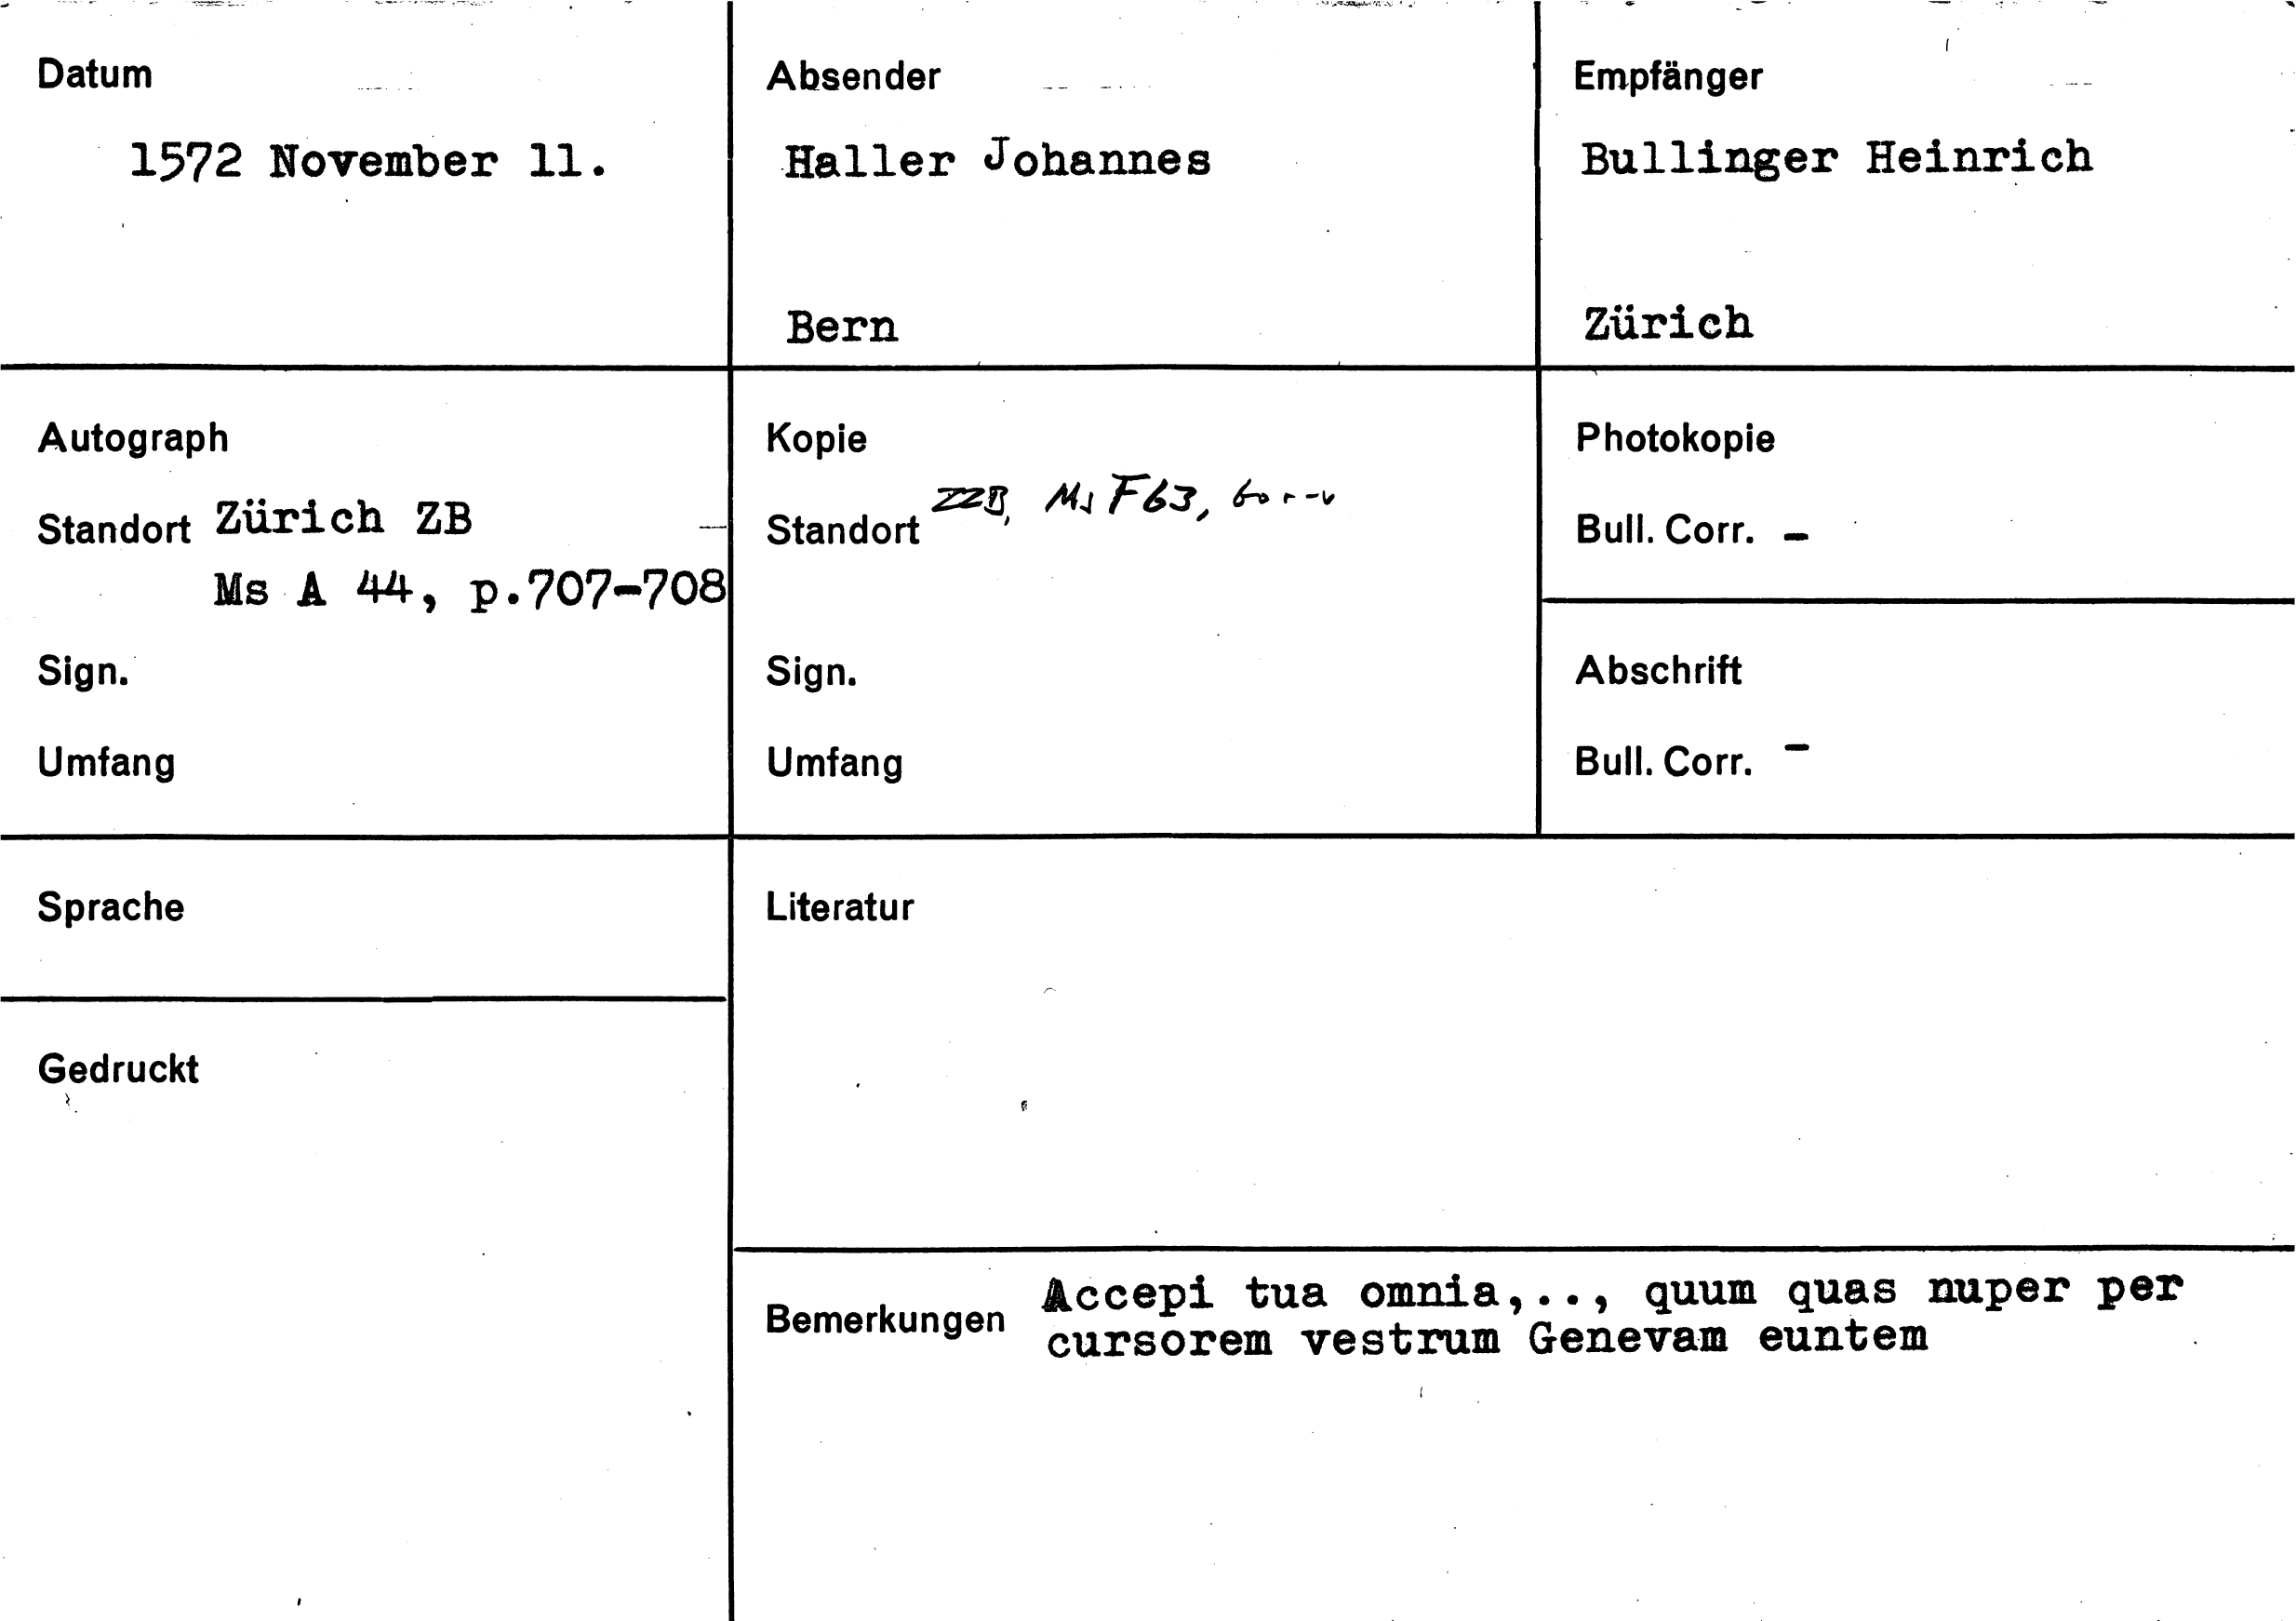 Datum
1572 November 11.
Absender
Haller Johannes
Bern
Empfänger
Bullinger Heinrich
Zürich
Autograph
Standort Zürich ZB
Ms A 44, p.707-708
Sign.
Umfang
Kopie
Standort ZZB, Ms F63, 60r-v
Sign.
Umfang
Photokopie
Bull. Corr. -
Abschrift
Bull. Corr. -
Sprache
Gedruckt
Literatur
Bemerkungen Accepi tua omnia,.., quum quas nuper per
cursorem vestrum Genevam euntem